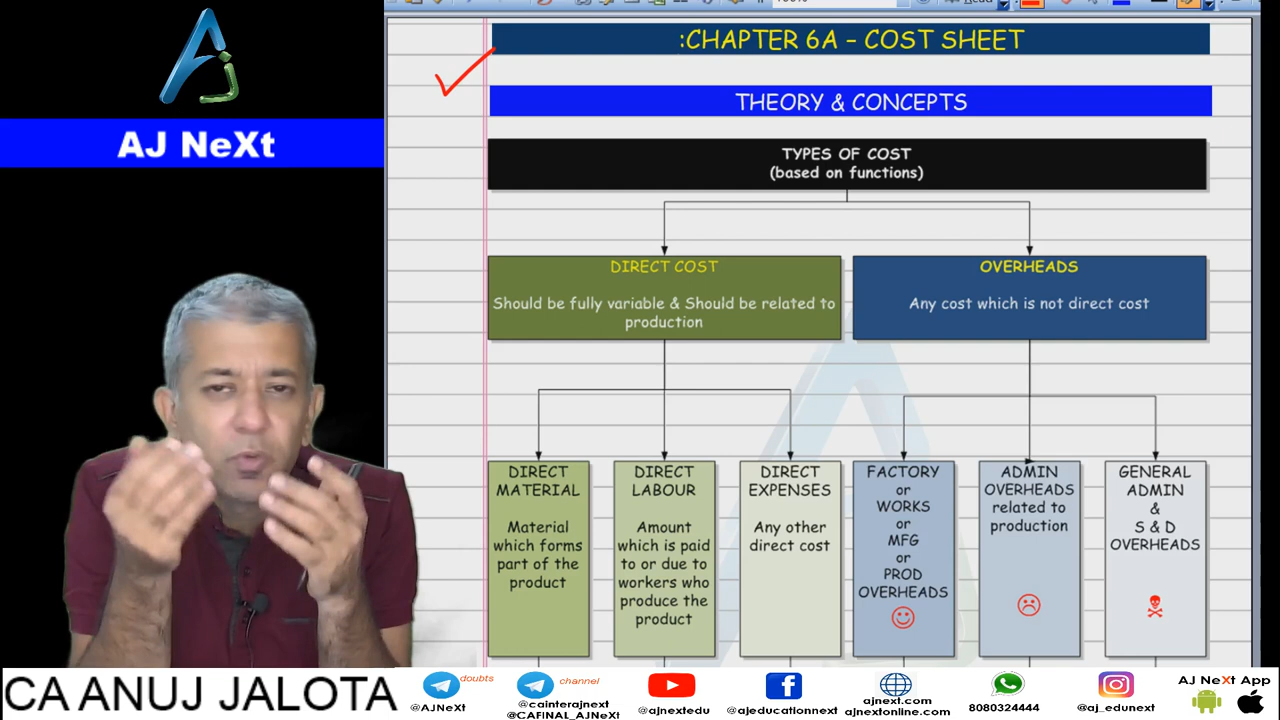 AJ NeXt
:CHAPTER 6A – COST SHEET
THEORY & CONCEPTS
TYPES OF COST
(based on functions)
DIRECT COST
Should be fully variable & Should be related to
production
OVERHEADS
Any cost which is not direct cost
DIRECT
MATERIAL
Material
which forms
part of the
product
DIRECT
LABOUR
Amount
which is paid
to or due to
workers who
produce the
product
DIRECT
EXPENSES
Any other
direct cost
FACTORY
or
WORKS
or
MFG
or
PROD
OVERHEADS
ADMIN
OVERHEADS
related to
production
GENERAL
ADMIN
&
S & D
OVERHEADS
CA ANUJ JALOTA
doubts
@AJNeXt
channel
@cainterajnext
@CAFINAL_AJNeXt
@ajnextedu
@ajeducationnext
ajnext.com
ajnextonline.com
8080324444
@aj_edunext
AJ NeXt App